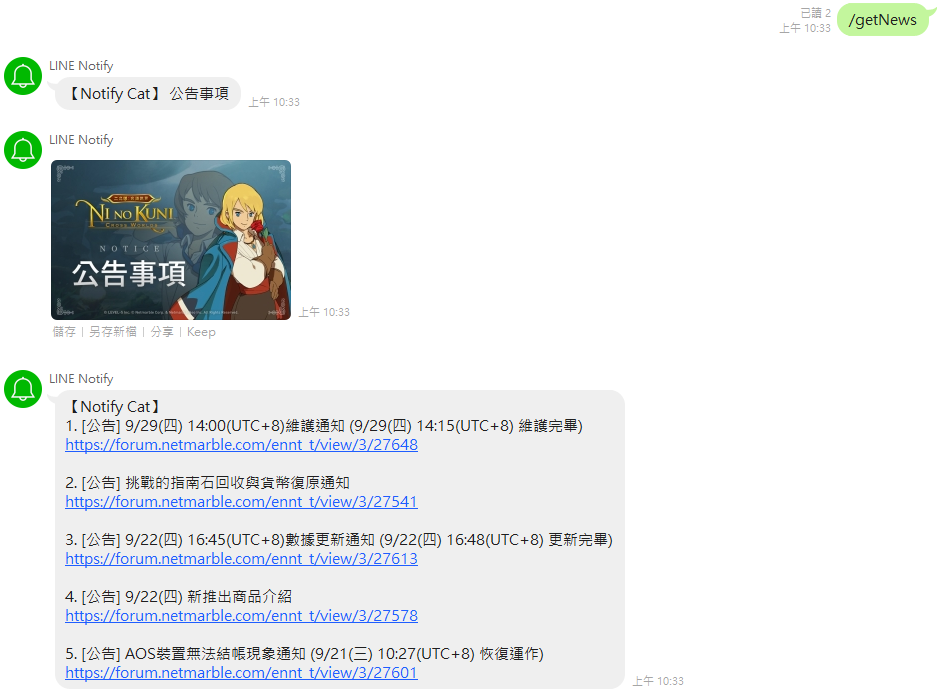 已讀 2
上午 10:33
/getNews
LINE Notify
【Notify Cat】 公告事項
上午 10:33
LINE Notify
二之國:交錯世界
NI NO KUNI
CROSS WORLDS
NOTICE
公告事項
上午 10:33
儲存 | 另存新檔 | 分享 | Keep
LINE Notify
【Notify Cat】
1. [公告] 9/29(四) 14:00(UTC+8)維護通知 (9/29(四) 14:15(UTC+8) 維護完畢)
https://forum.netmarble.com/ennt_t/view/3/27648
2. [公告] 挑戰的指南石回收與貨幣復原通知
https://forum.netmarble.com/ennt_t/view/3/27541
3. [公告] 9/22(四) 16:45(UTC+8)數據更新通知 (9/22(四) 16:48(UTC+8) 更新完畢)
https://forum.netmarble.com/ennt_t/view/3/27613
4. [公告] 9/22(四) 新推出商品介紹
https://forum.netmarble.com/ennt_t/view/3/27578
5. [公告] AOS裝置無法結帳現象通知 (9/21(三) 10:27(UTC+8) 恢復運作)
https://forum.netmarble.com/ennt_t/view/3/27601
上午 10:33